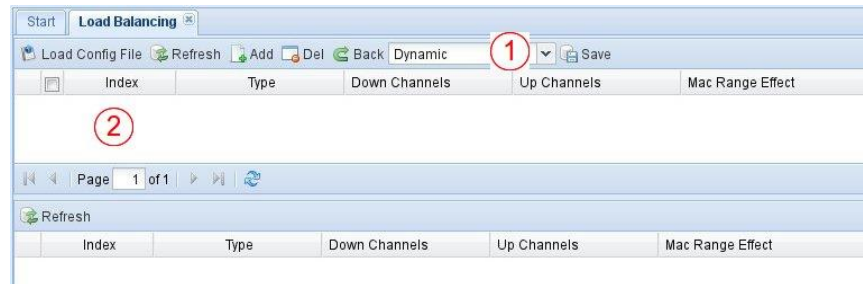 Start Load Balancing
Load Config File Refresh Add Del Back Dynamic 1 Save
Index Type Down Channels Up Channels Mac Range Effect
2
Page 1 of 1
Refresh
Index Type Down Channels Up Channels Mac Range Effect